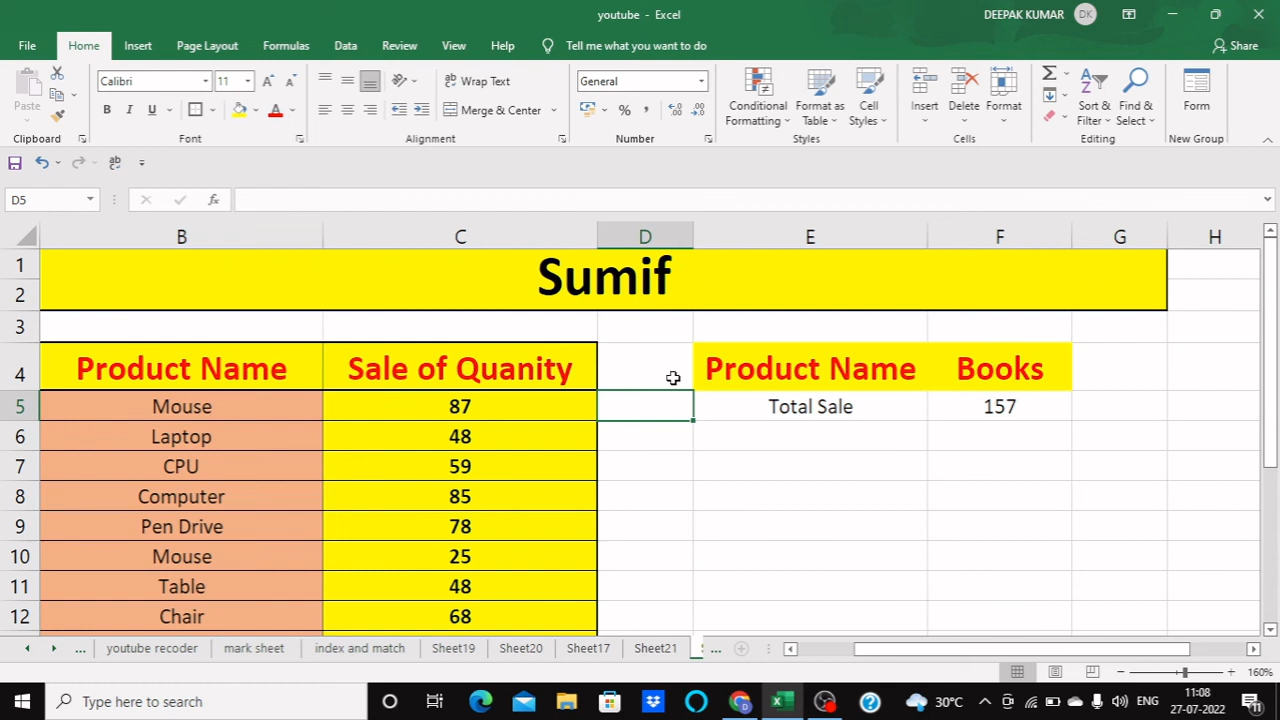 youtube - Excel
DEEPAK KUMAR DK
File Home Insert Page Layout Formulas Data Review View Help Tell me what you want to do Share
Paste Calibri 11 Wrap Text General Conditional Formatting Format as Table Cell Styles Insert Delete Format Sort & Filter Find & Select Form
B I U Merge & Center
Clipboard Font Alignment Number Styles Cells Editing New Group
D5 fx
B C D E F G H
1 Sumif
2
3
4 Product Name Sale of Quanity Product Name Books
5 Mouse 87 Total Sale 157
6 Laptop 48
7 CPU 59
8 Computer 85
9 Pen Drive 78
10 Mouse 25
11 Table 48
12 Chair 68
... youtube recoder mark sheet index and match Sheet19 Sheet20 Sheet17 Sheet21 ...
160%
Type here to search 30°C ENG 11:08
27-07-2022